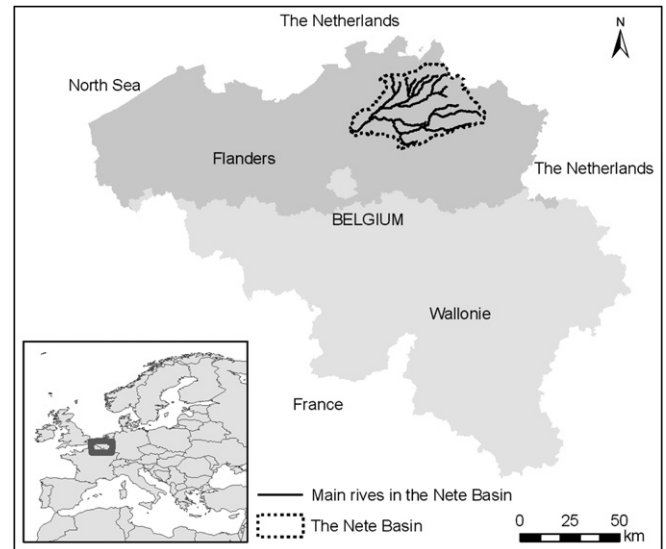 The Netherlands
N
North Sea
Flanders
The Netherlands
BELGIUM
Wallonie
France
Main rives in the Nete Basin
The Nete Basin
0 25 50
km